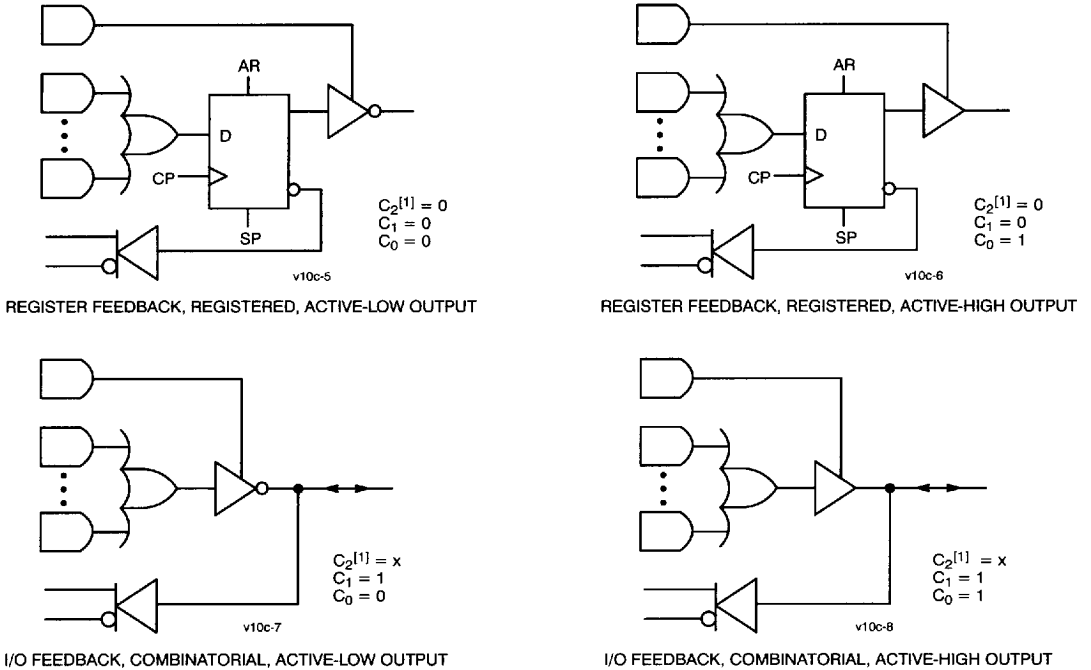 AR
D
CP
SP
C2[1] = 0
C1 = 0
C0 = 0
v10c-5
REGISTER FEEDBACK, REGISTERED, ACTIVE-LOW OUTPUT
AR
D
CP
SP
C2[1] = 0
C1 = 0
C0 = 1
v10c-6
REGISTER FEEDBACK, REGISTERED, ACTIVE-HIGH OUTPUT
C2[1] = x
C1 = 1
C0 = 0
v10c-7
I/O FEEDBACK, COMBINATORIAL, ACTIVE-LOW OUTPUT
C2[1] = x
C1 = 1
C0 = 1
v10c-8
I/O FEEDBACK, COMBINATORIAL, ACTIVE-HIGH OUTPUT